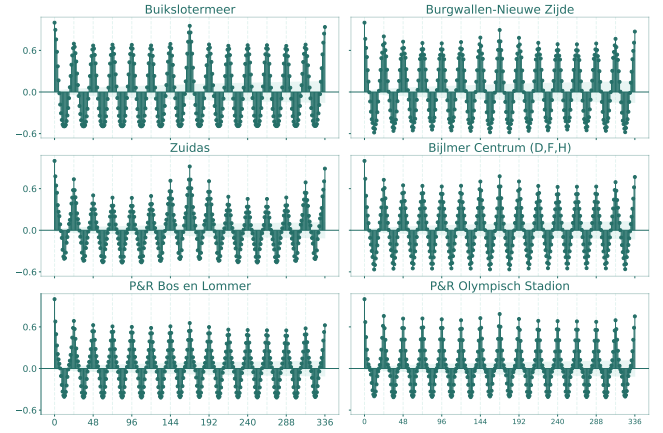 Buikslotermeer
Burgwallen-Nieuwe Zijde
0.6
0.0
−0.6
Zuidas
Bijlmer Centrum (D,F,H)
0.6
0.0
−0.6
P&R Bos en Lommer
P&R Olympisch Stadion
0.6
0.0
−0.6
0 48 96 144 192 240 288 336
0 48 96 144 192 240 288 336